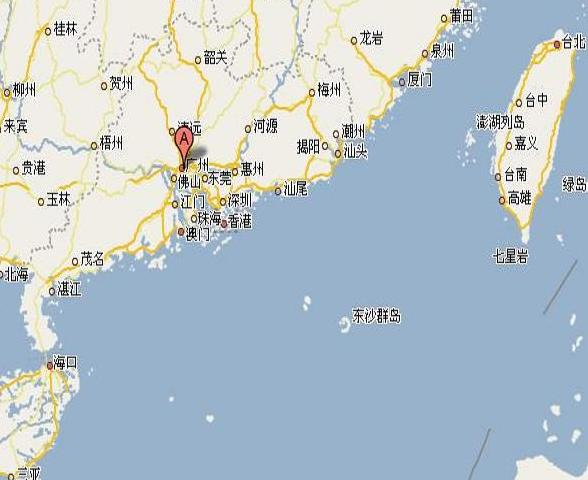 莆田
桂林
龙岩
台北
泉州
韶关
厦门
贺州
柳州
梅州
台中
澎湖列岛
来宾
清远
河源
潮州
梧州
揭阳
嘉义
汕头
A
广州
贵港
惠州
台南
佛山
东莞
绿岛
汕尾
玉林
江门
深圳
高雄
珠海
香港
澳门
七星岩
茂名
北海
湛江
东沙群岛
海口
三亚